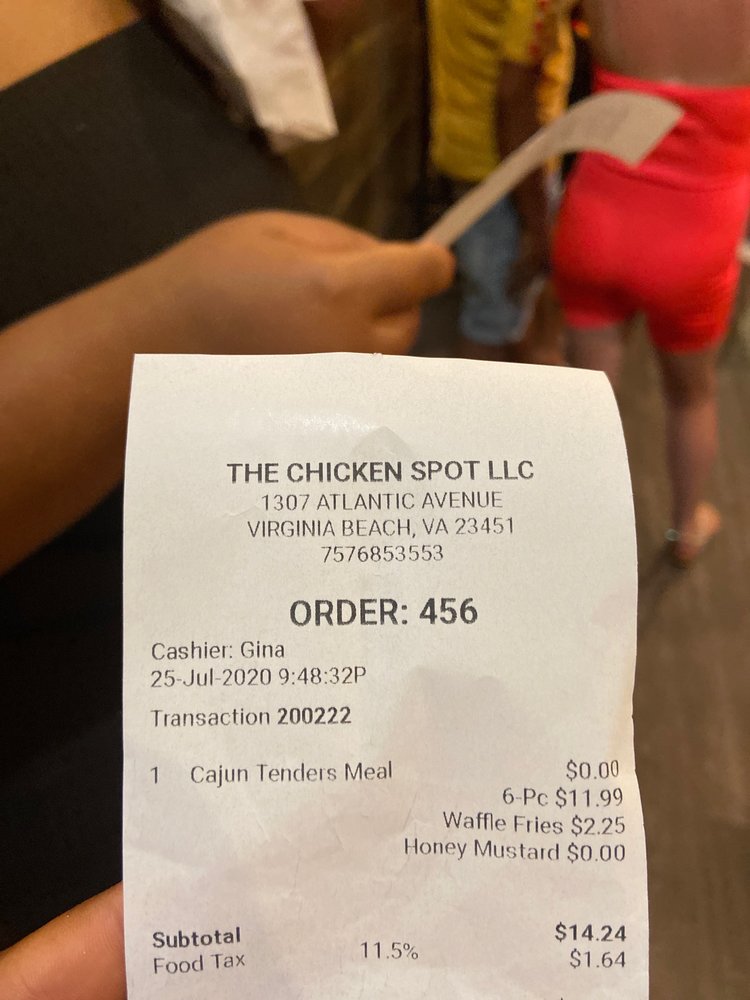 THE CHICKEN SPOT LLC
1307 ATLANTIC AVENUE
VIRGINIA BEACH, VA 23451
7576853553
ORDER: 456
Cashier: Gina
25-Jul-2020 9:48:32P
Transaction 200222
1 Cajun Tenders Meal $0.00
6-Pc $11.99
Waffle Fries $2.25
Honey Mustard $0.00
Subtotal $14.24
Food Tax 11.5% $1.64